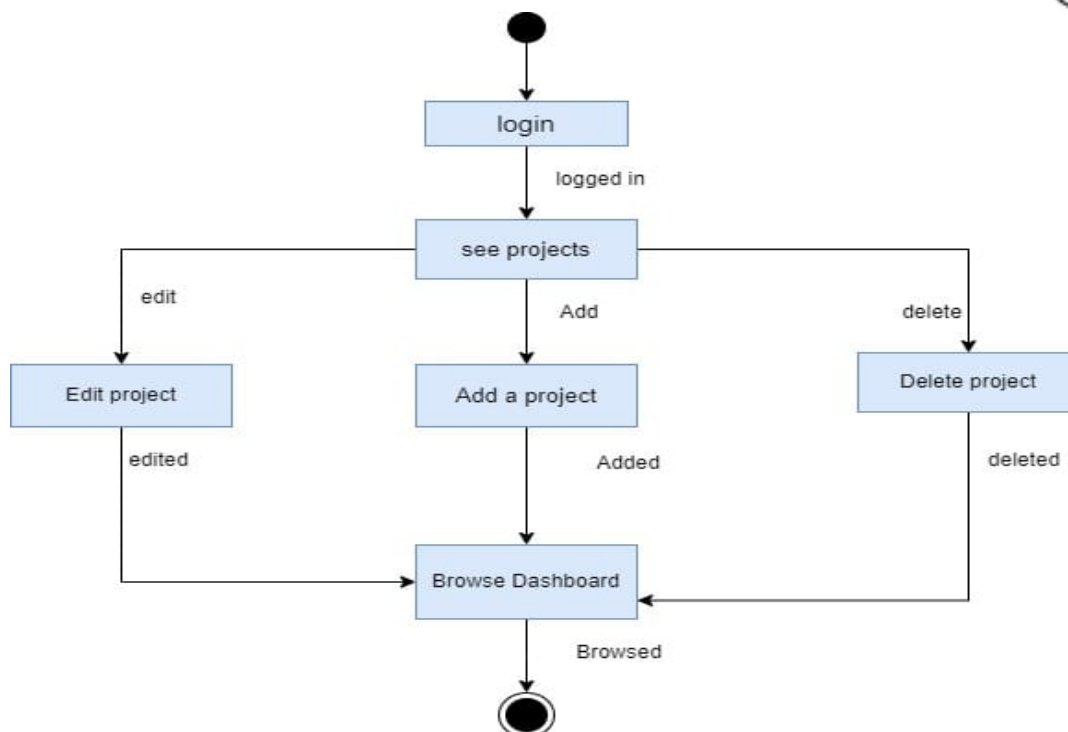 login
logged in
see projects
edit
Add
delete
Edit project
Add a project
Delete project
edited
Added
deleted
Browse Dashboard
Browsed